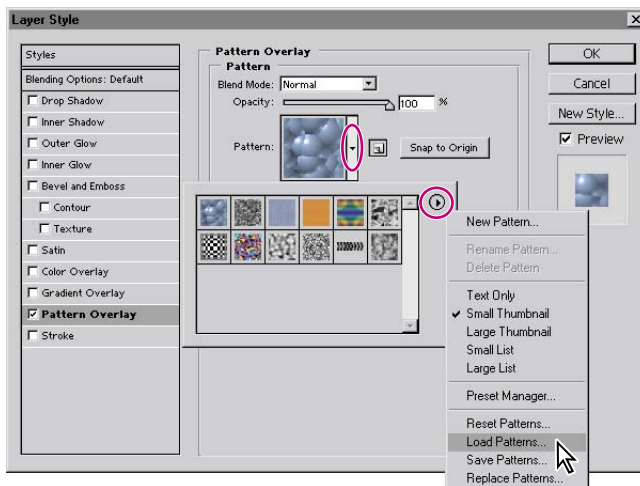 Layer Style
Styles
Blending Options: Default
Drop Shadow
Inner Shadow
Outer Glow
Inner Glow
Bevel and Emboss
Contour
Texture
Satin
Color Overlay
Gradient Overlay
Pattern Overlay
Stroke
Pattern Overlay
Pattern
Blend Mode: Normal
Opacity: 100 %
Pattern:
Snap to Origin
OK
Cancel
New Style...
Preview
New Pattern...
Rename Pattern...
Delete Pattern
Text Only
Small Thumbnail
Large Thumbnail
Small List
Large List
Preset Manager...
Reset Patterns...
Load Patterns...
Save Patterns...
Replace Patterns...